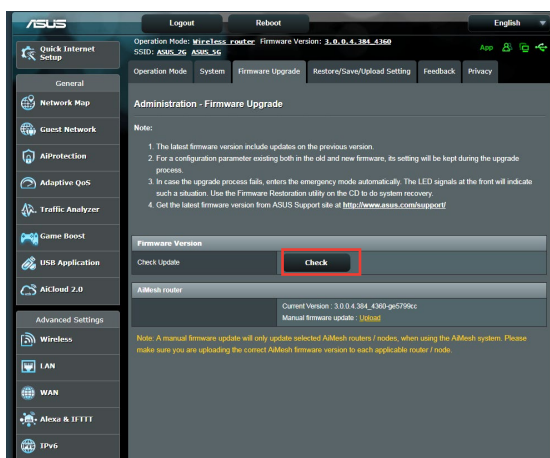 ASUS
Logout
Reboot
English
Quick Internet
Setup
Operation Mode: Wireless router Firmware Version: 3.0.0.4.384_4360
SSID: ASUS_2G ASUS_5G
App
Operation Mode
System
Firmware Upgrade
Restore/Save/Upload Setting
Feedback
Privacy
General
Network Map
Guest Network
AiProtection
Adaptive QoS
Traffic Analyzer
Game Boost
USB Application
AiCloud 2.0
Advanced Settings
Wireless
LAN
WAN
Alexa & IFTTT
IPv6
Administration - Firmware Upgrade
Note:
1. The latest firmware version include updates on the previous version.
2. For a configuration parameter existing both in the old and new firmware, its setting will be kept during the upgrade
process.
3. In case the upgrade process fails, enters the emergency mode automatically. The LED signals at the front will indicate
such a situation. Use the Firmware Restoration utility on the CD to do system recovery.
4. Get the latest firmware version from ASUS Support site at http://www.asus.com/support/
Firmware Version
Check Update
Check
AiMesh router
Current Version : 3.0.0.4.384_4360-ge5799cc
Manual firmware update : Upload
Note: A manual firmware update will only update selected AiMesh routers / nodes, when using the AiMesh system. Please
make sure you are uploading the correct AiMesh firmware version to each applicable router / node.